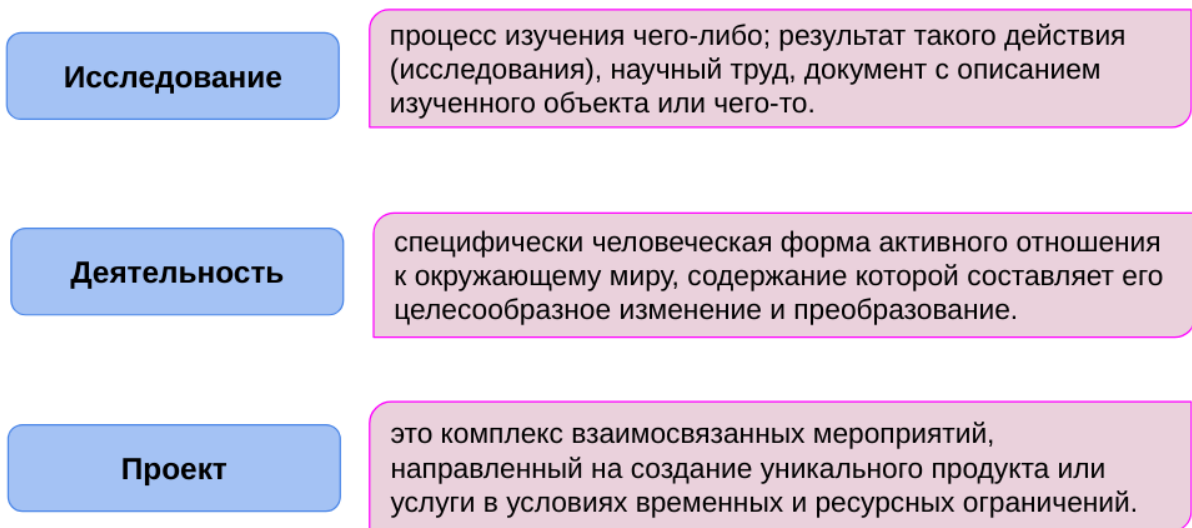 Исследование
процесс изучения чего-либо; результат такого действия
(исследования), научный труд, документ с описанием
изученного объекта или чего-то.
Деятельность
специфически человеческая форма активного отношения
к окружающему миру, содержание которой составляет его
целесообразное изменение и преобразование.
Проект
это комплекс взаимосвязанных мероприятий,
направленный на создание уникального продукта или
услуги в условиях временных и ресурсных ограничений.